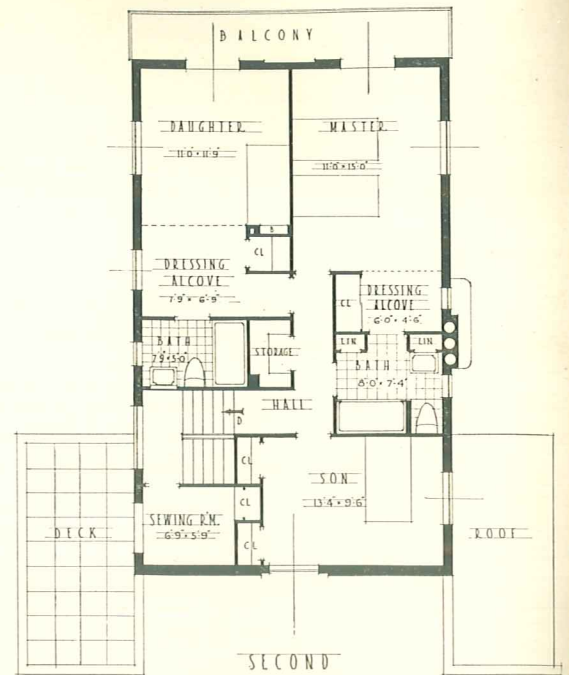 BALCONY
DAUGHTER
11'0" × 11'9"
MASTER
11'0" × 15'0"
B
CL
DRESSING
ALCOVE
7'9" × 6'9"
CL
DRESSING
ALCOVE
6'0" × 4'6"
LIN
LIN
BATH
7'9" × 5'0"
STORAGE
BATH
8'0" × 7'4"
HALL
D
CL
SON
13'4" × 9'6"
CL
SEWING R'M.
6'9" × 5'9"
CL
DECK
ROOF
SECOND